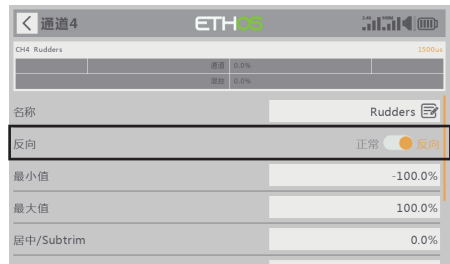 通道4
ETHOS
2.4G
CH4 Rudders
1500us
通道 0.0%
混控 0.0%
名称
Rudders
反向
正常 反向
最小值
-100.0%
最大值
100.0%
居中/Subtrim
0.0%